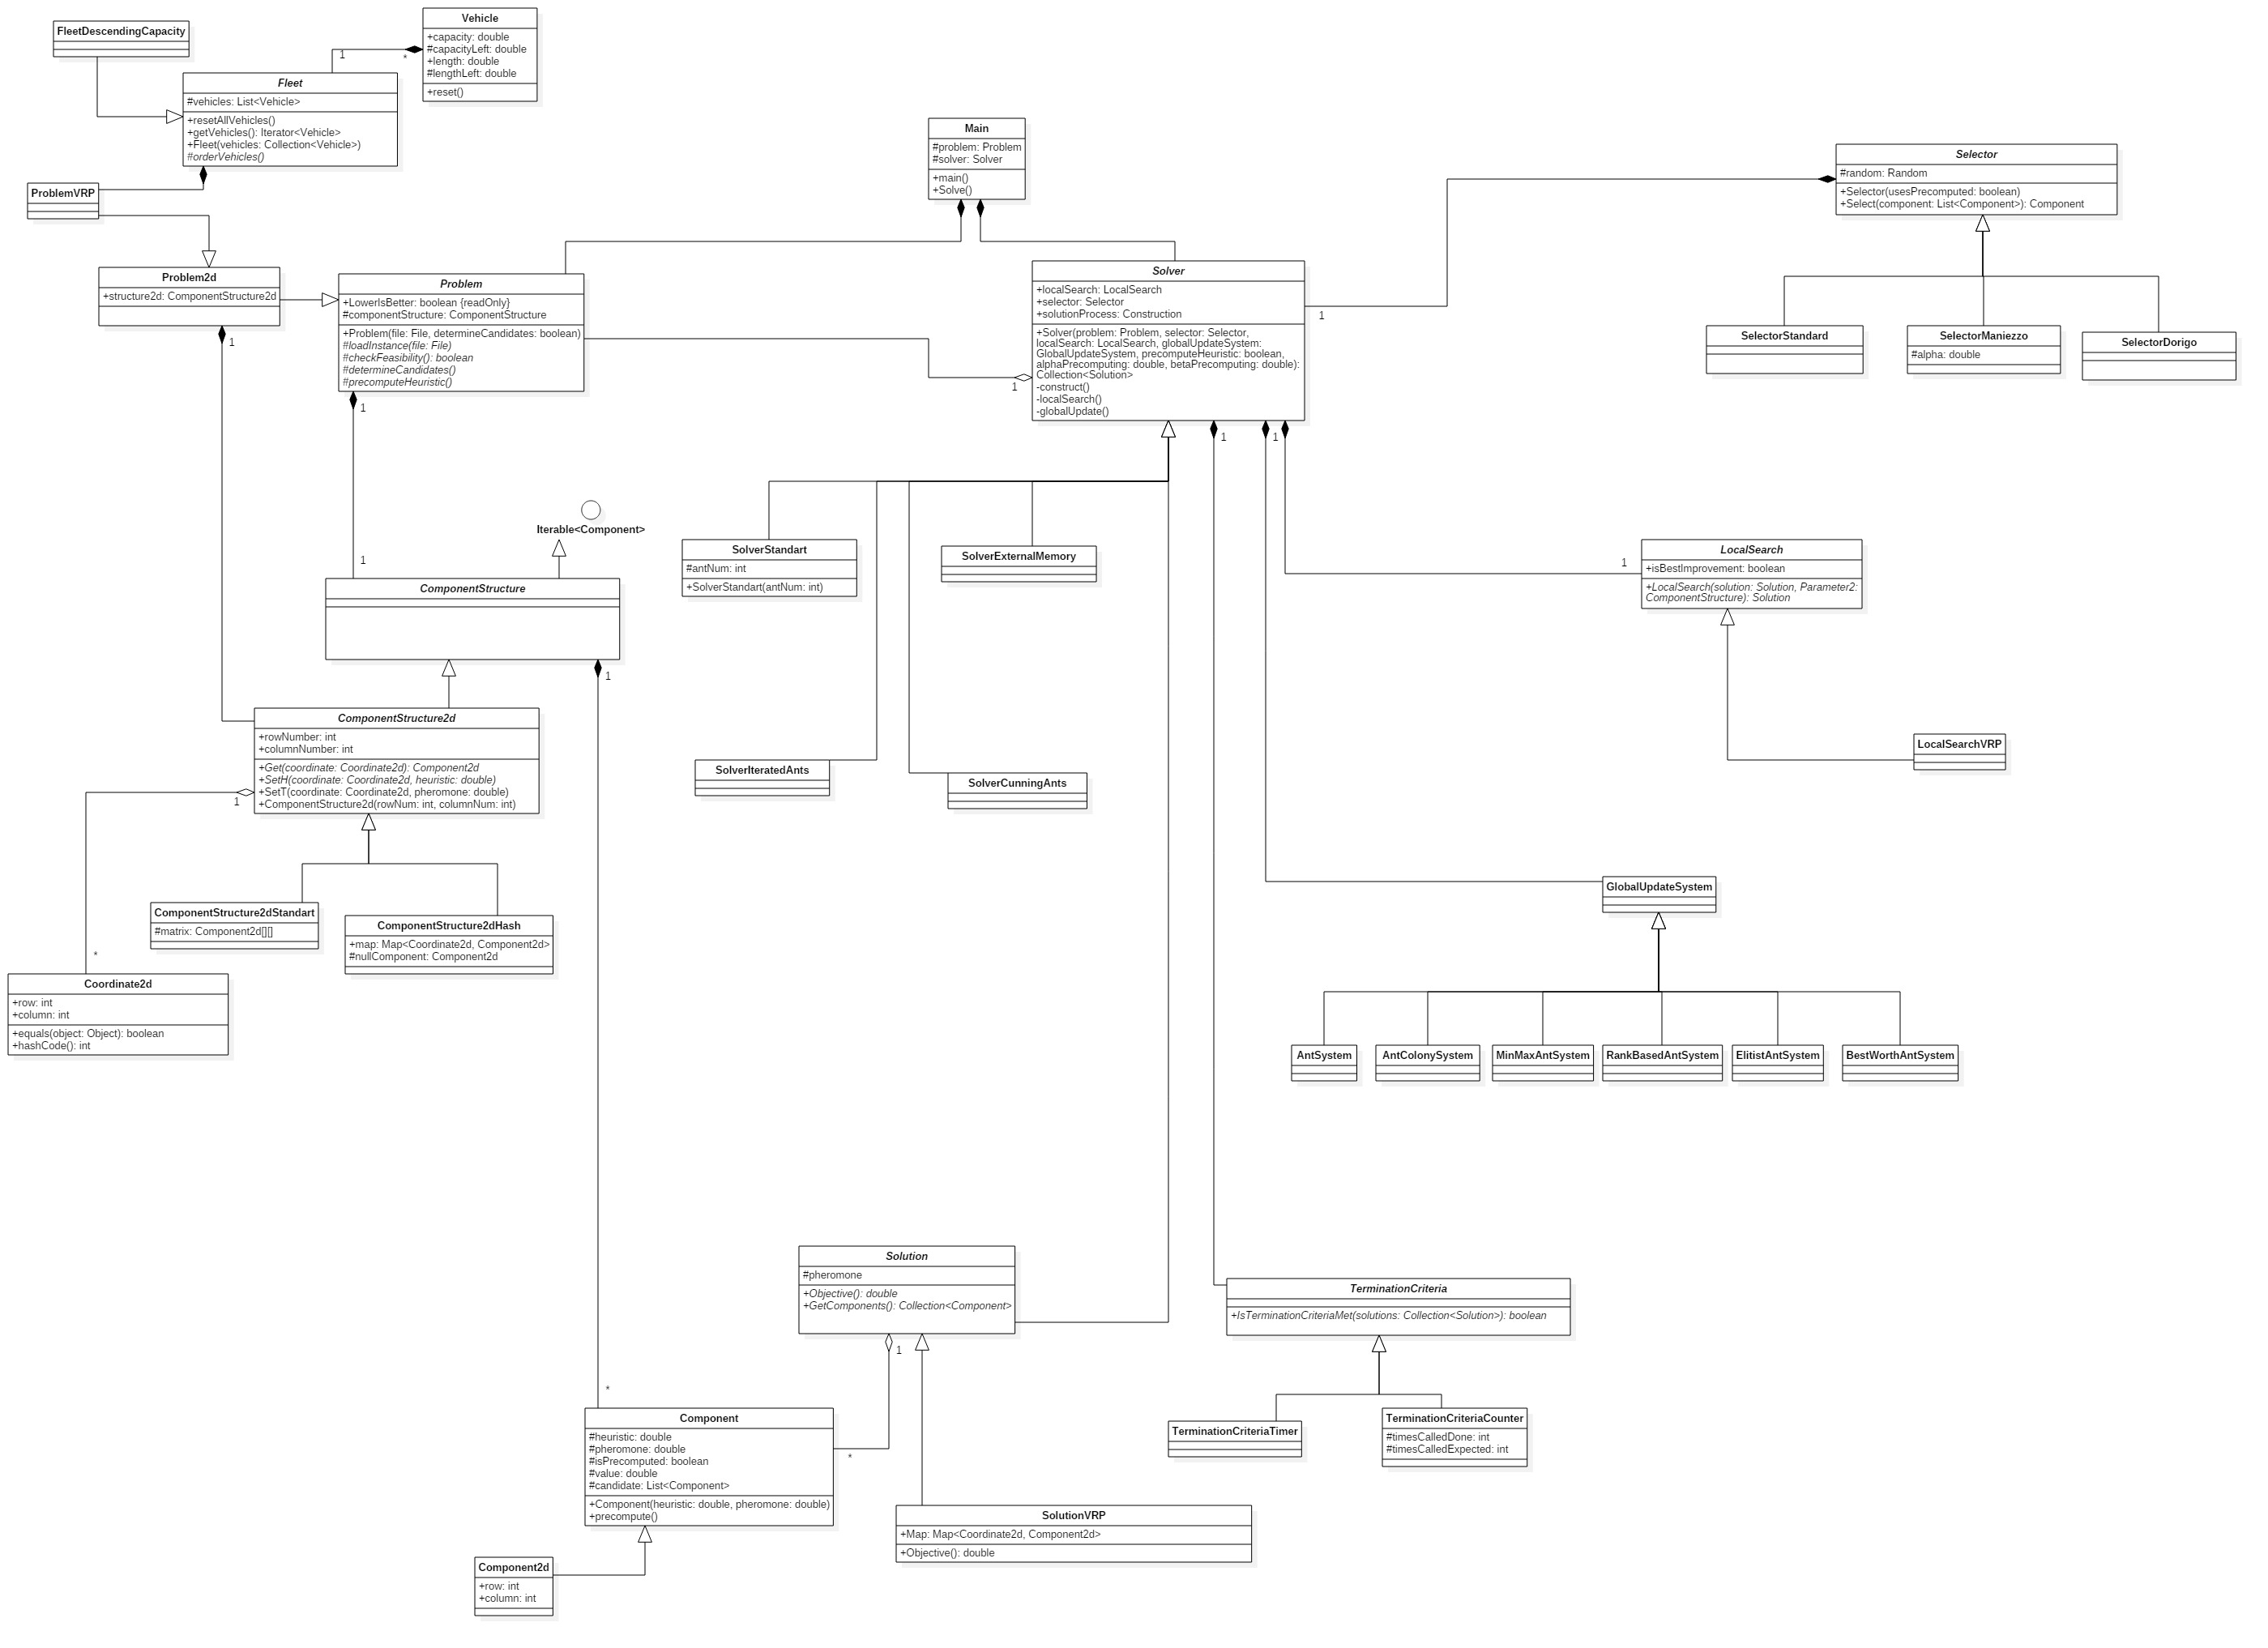 FleetDescendingCapacity
Vehicle
+capacity: double
#capacityLeft: double
+length: double
#lengthLeft: double
+reset()
1
*
Fleet
#vehicles: List<Vehicle>
+resetAllVehicles()
+getVehicles(): Iterator<Vehicle>
+Fleet(vehicles: Collection<Vehicle>)
#orderVehicles()
ProblemVRP
Main
#problem: Problem
#solver: Solver
+main()
+Solve()
Selector
#random: Random
+Selector(usesPrecomputed: boolean)
+Select(component: List<Component>): Component
Problem2d
+structure2d: ComponentStructure2d
1
Problem
+LowerIsBetter: boolean {readOnly}
#componentStructure: ComponentStructure
+Problem(file: File, determineCandidates: boolean)
#loadInstance(file: File)
#checkFeasibility(): boolean
#determineCandidates()
#precomputeHeuristic()
1
1
Solver
+localSearch: LocalSearch
+selector: Selector
+solutionProcess: Construction
+Solver(problem: Problem, selector: Selector,
localSearch: LocalSearch, globalUpdateSystem:
GlobalUpdateSystem, precomputeHeuristic: boolean,
alphaPrecomputing: double, betaPrecomputing: double):
Collection<Solution>
-construct()
-localSearch()
-globalUpdate()
1
1
1
1
SelectorStandard
SelectorManiezzo
#alpha: double
SelectorDorigo
Iterable<Component>
ComponentStructure
1
SolverStandart
#antNum: int
+SolverStandart(antNum: int)
SolverExternalMemory
1
LocalSearch
+isBestImprovement: boolean
+LocalSearch(solution: Solution, Parameter2:
ComponentStructure): Solution
ComponentStructure2d
+rowNumber: int
+columnNumber: int
+Get(coordinate: Coordinate2d): Component2d
+SetH(coordinate: Coordinate2d, heuristic: double)
+SetT(coordinate: Coordinate2d, pheromone: double)
+ComponentStructure2d(rowNum: int, columnNum: int)
1
SolverIteratedAnts
SolverCunningAnts
LocalSearchVRP
ComponentStructure2dStandart
#matrix: Component2d[][]
ComponentStructure2dHash
+map: Map<Coordinate2d, Component2d>
#nullComponent: Component2d
*
Coordinate2d
+row: int
+column: int
+equals(object: Object): boolean
+hashCode(): int
GlobalUpdateSystem
AntSystem
AntColonySystem
MinMaxAntSystem
RankBasedAntSystem
ElitistAntSystem
BestWorthAntSystem
Solution
#pheromone
+Objective(): double
+GetComponents(): Collection<Component>
1
TerminationCriteria
+IsTerminationCriteriaMet(solutions: Collection<Solution>): boolean
*
Component
#heuristic: double
#pheromone: double
#isPrecomputed: boolean
#value: double
#candidate: List<Component>
+Component(heuristic: double, pheromone: double)
+precompute()
*
TerminationCriteriaTimer
TerminationCriteriaCounter
#timesCalledDone: int
#timesCalledExpected: int
SolutionVRP
+Map: Map<Coordinate2d, Component2d>
+Objective(): double
Component2d
+row: int
+column: int